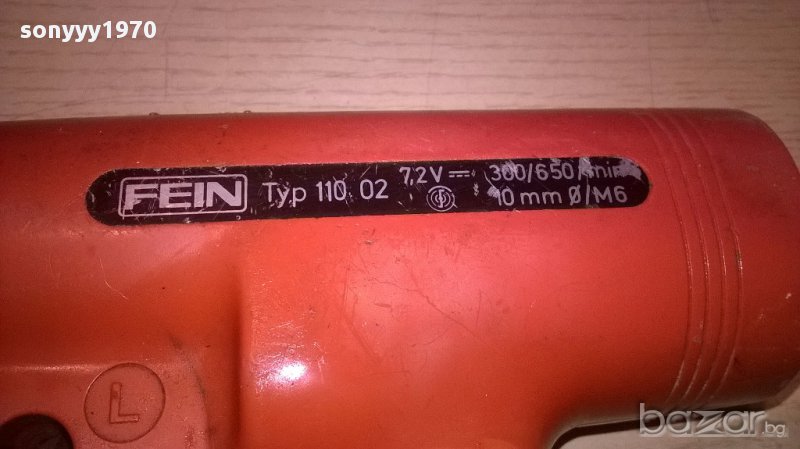 sonyyy1970
FEIN Typ 110 02 7,2V 300/650/min
10 mm Ø/M6
L
bazar.bg